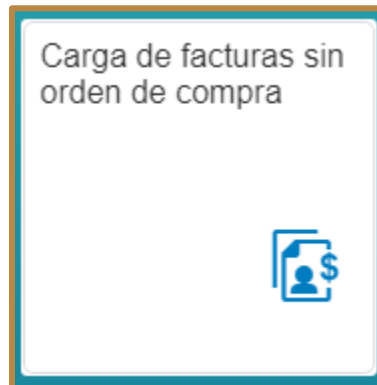 Carga de facturas sin
orden de compra
$